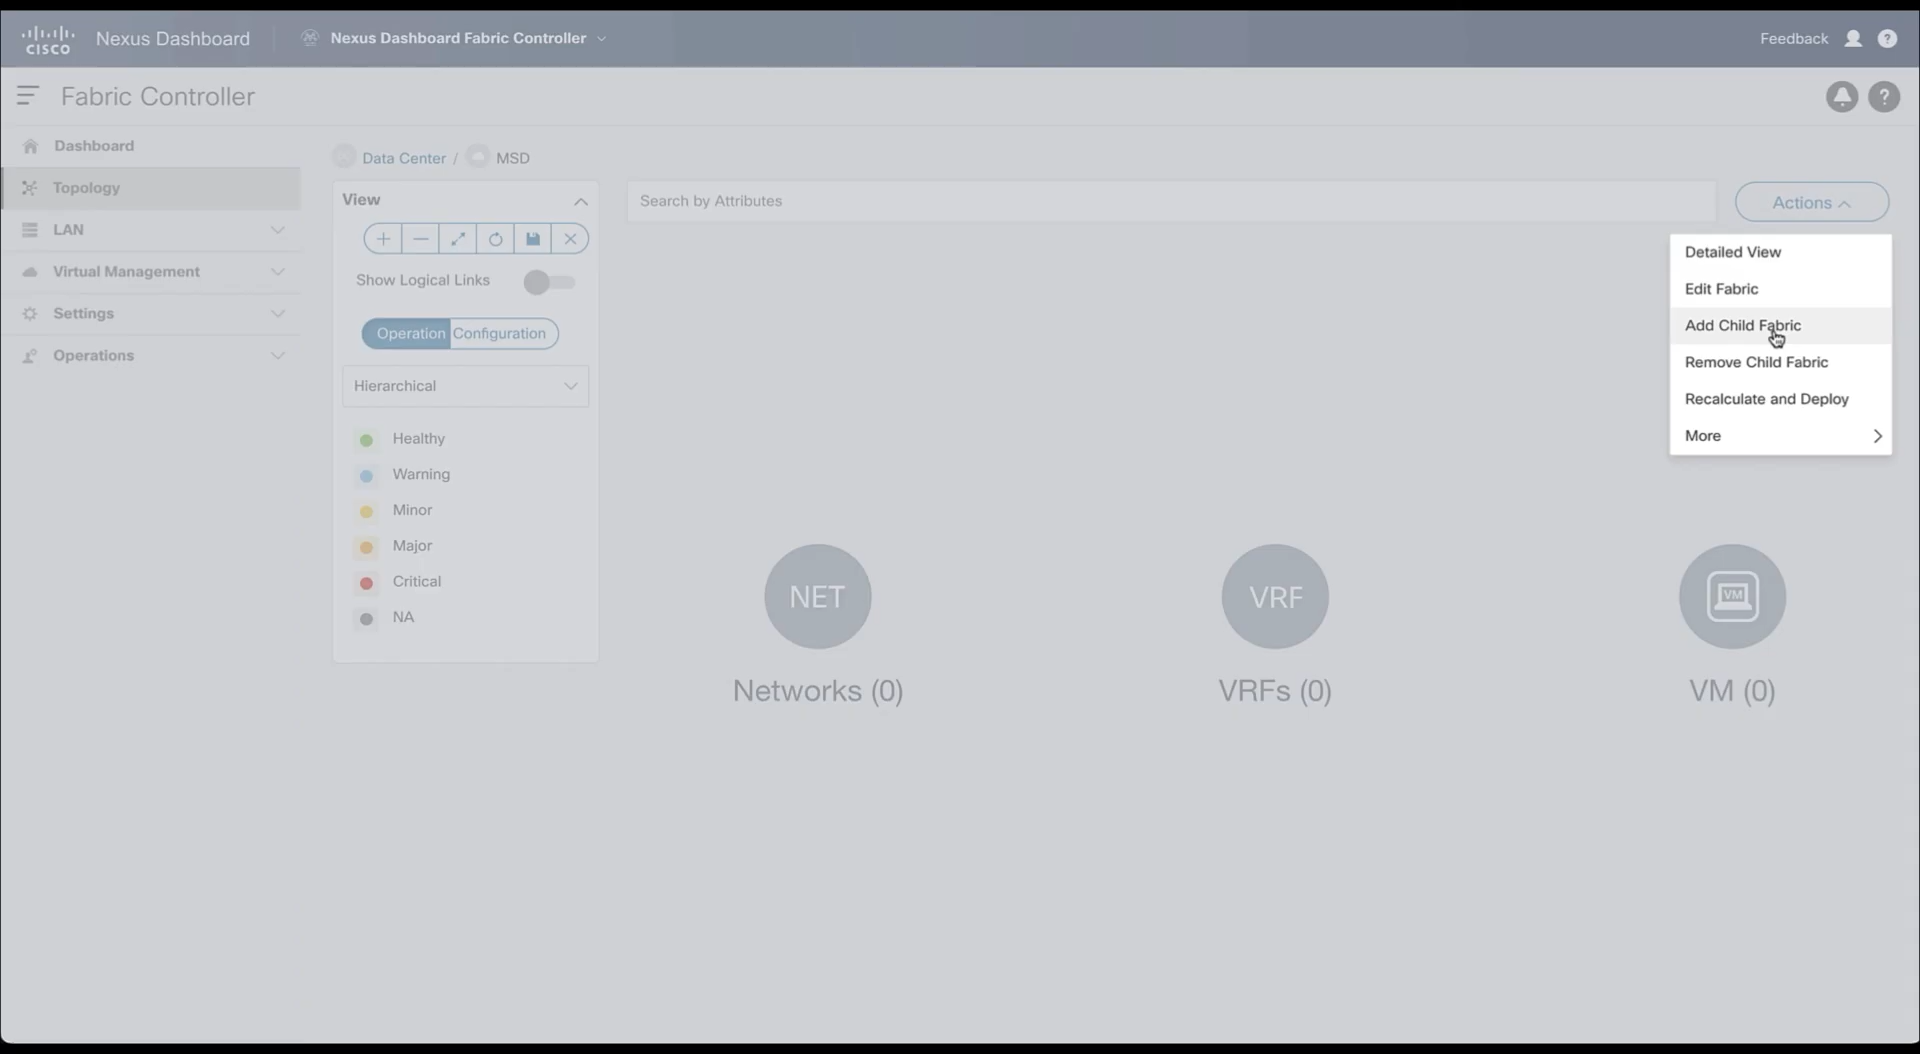 CISCO Nexus Dashboard Nexus Dashboard Fabric Controller Feedback ?
Fabric Controller ?
Dashboard
Topology
LAN
Virtual Management
Settings
Operations
Data Center / MSD
View
Show Logical Links
Operation Configuration
Hierarchical
Healthy
Warning
Minor
Major
Critical
NA
Search by Attributes
Actions
Detailed View
Edit Fabric
Add Child Fabric
Remove Child Fabric
Recalculate and Deploy
More
NET VRF VM
Networks (0) VRFs (0) VM (0)